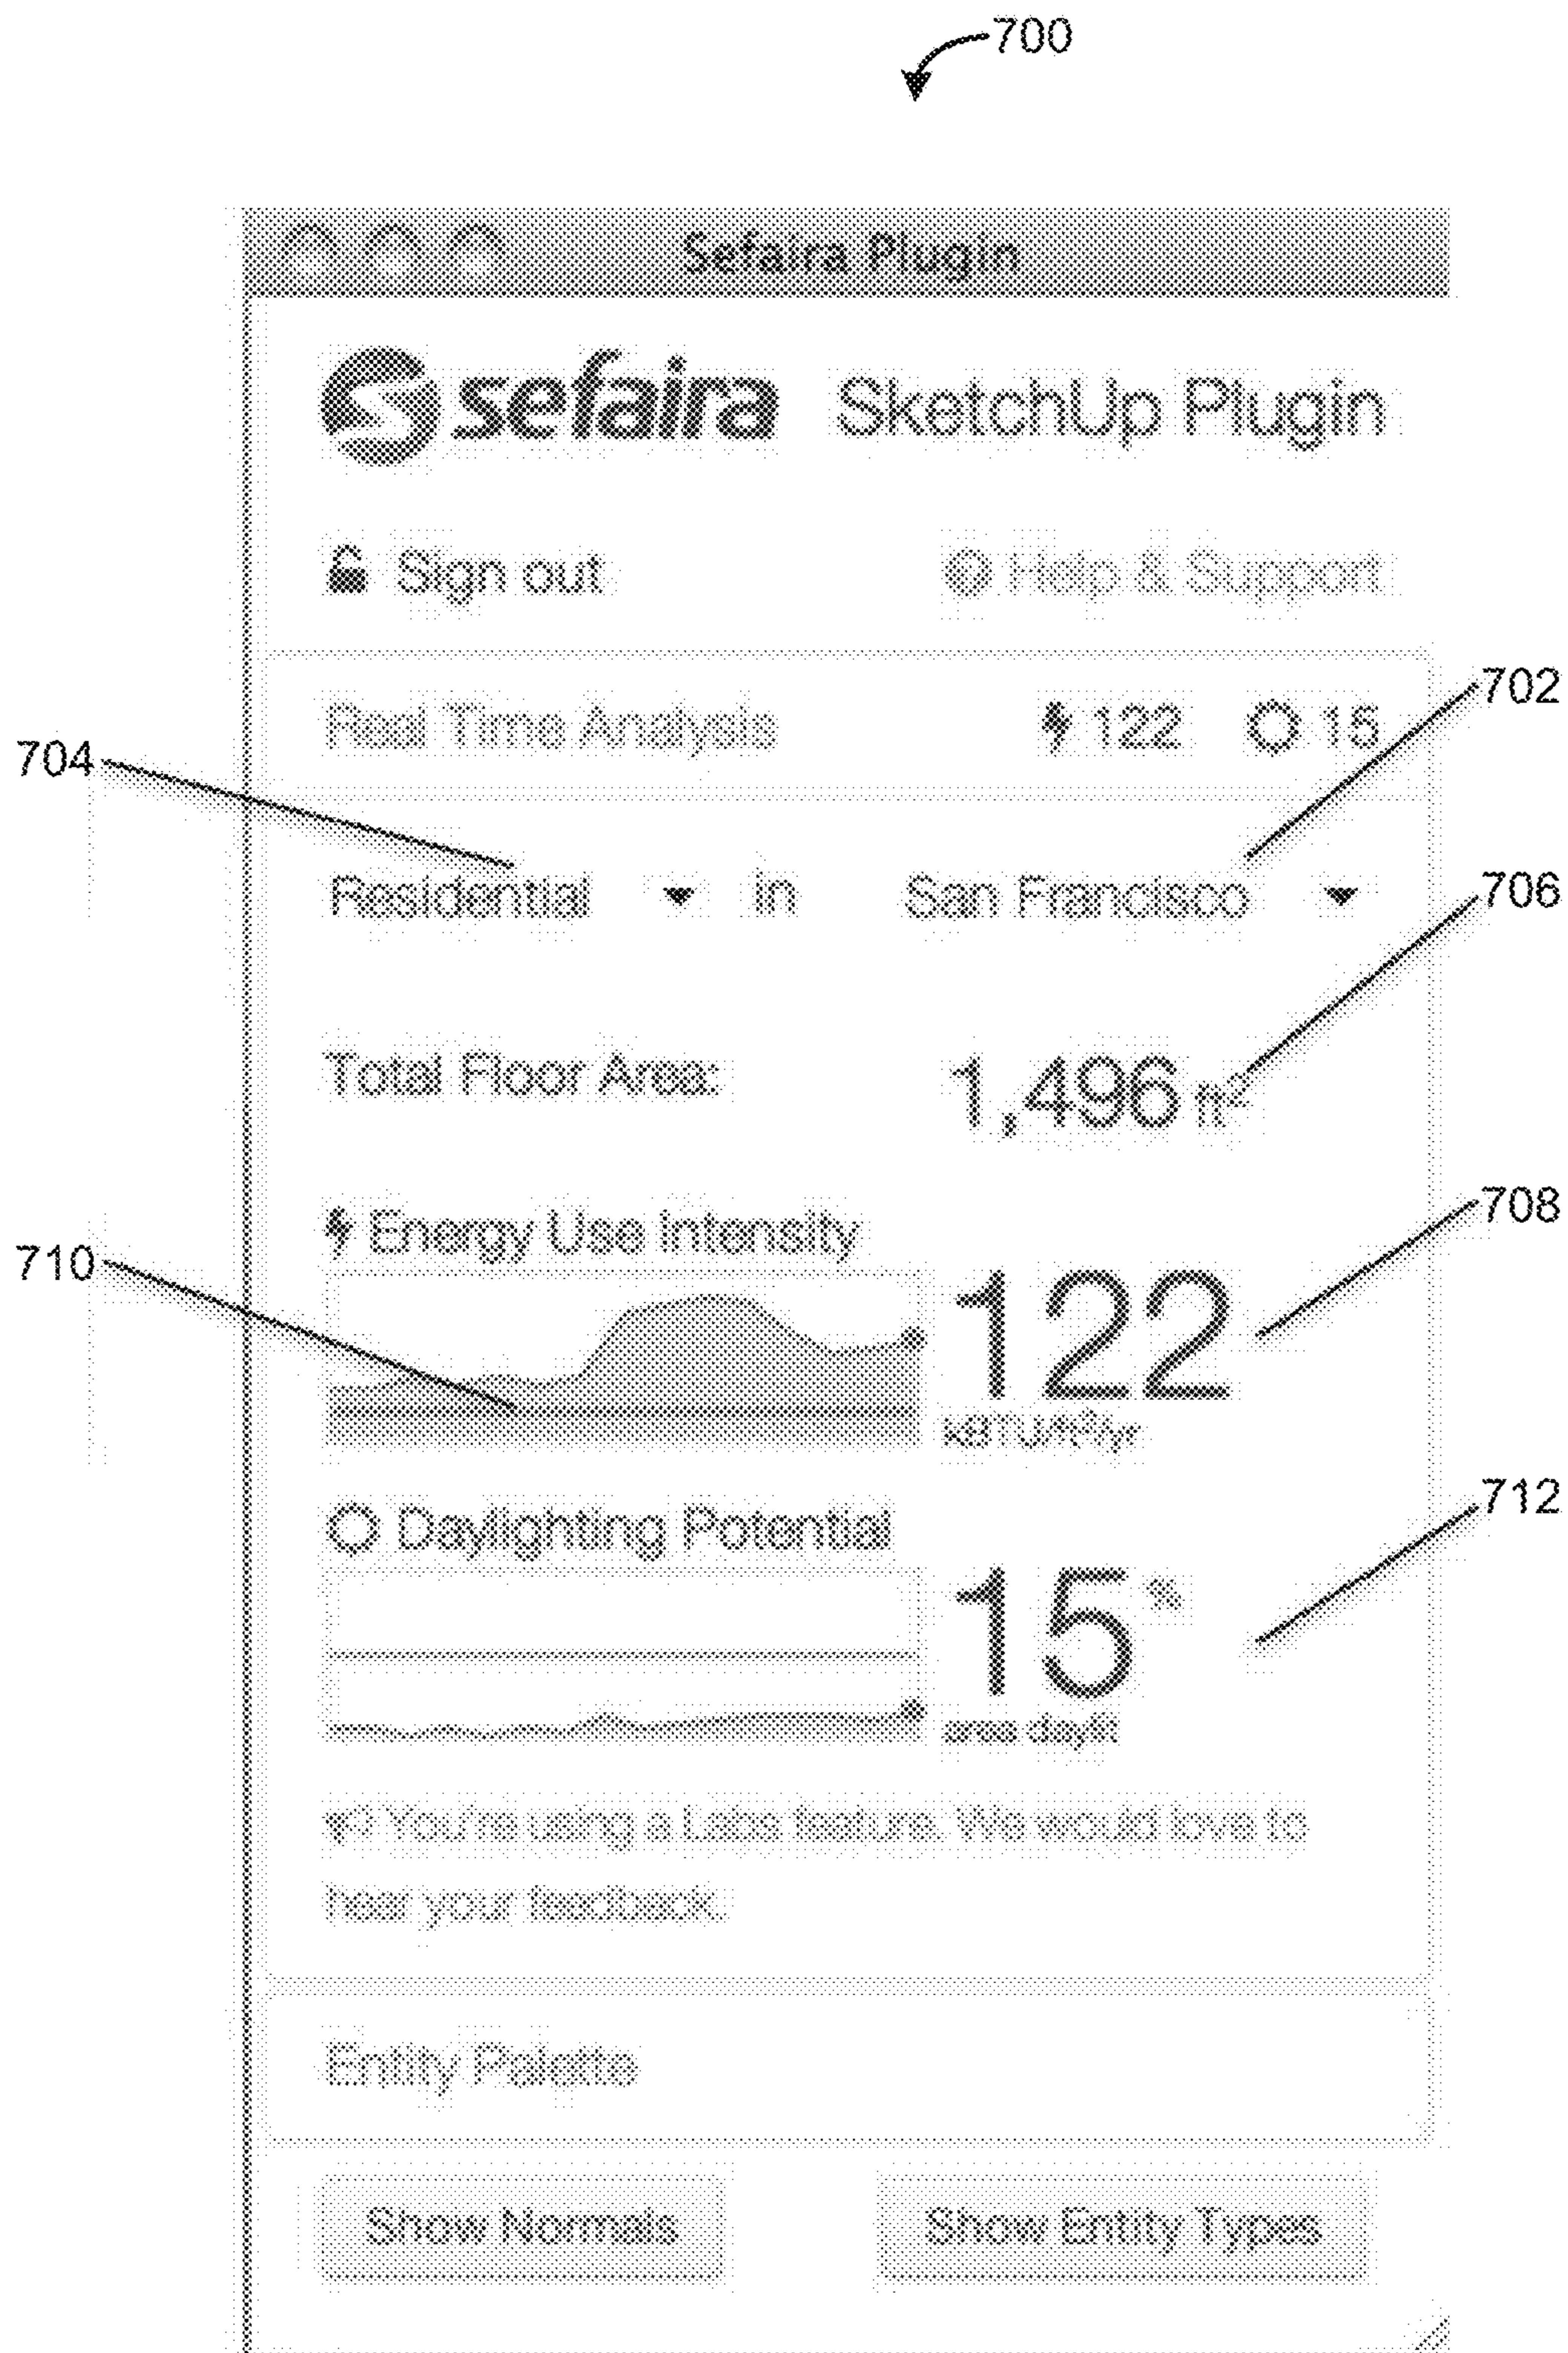 700
Sefaira Plugin
sefaira SketchUp Plugin
Sign out Help & Support
Real Time Analysis 122 15
702
704
Residential in San Francisco
706
Total Floor Area: 1,496 ft²
708
Energy Use Intensity
710
122
kBTU/ft²/yr
712
Daylighting Potential
15 %
area daylit
You're using a Labs feature. We would love to
hear your feedback.
Entity Palette
Show Normals Show Entity Types